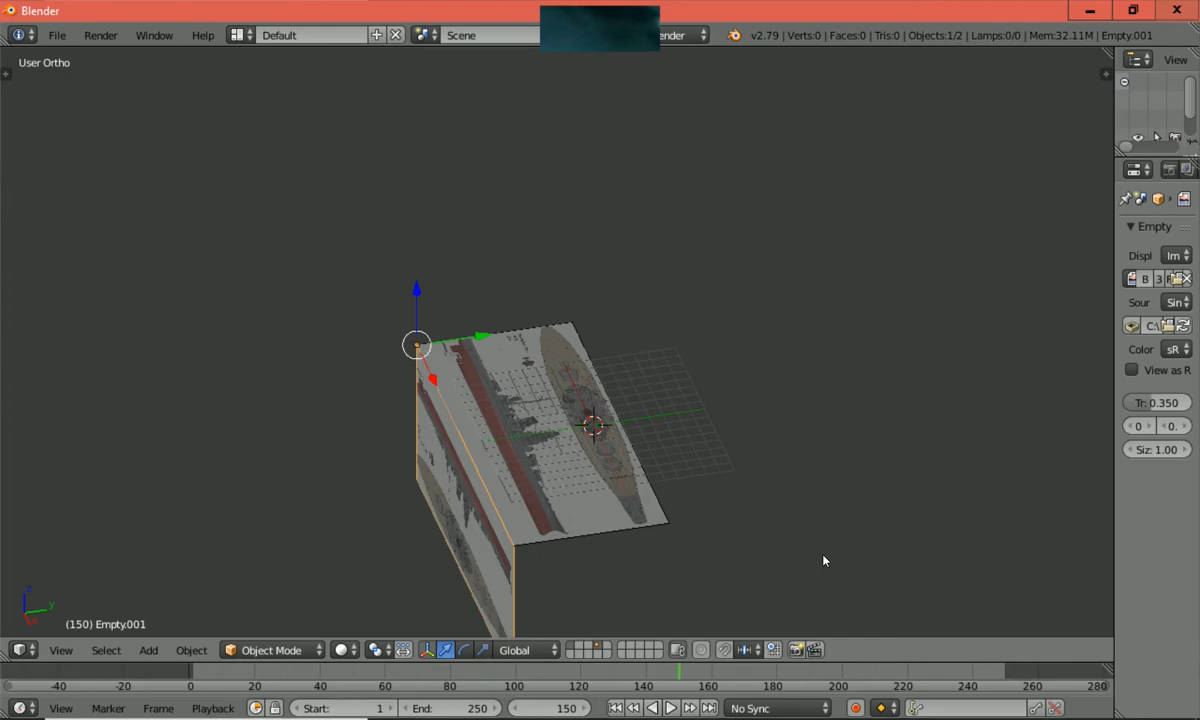 Blender
File Render Window Help Default Scene ender v2.79 | Verts:0 | Faces:0 | Tris:0 | Objects:1/2 | Lamps:0/0 | Mem:32.11M | Empty.001
User Ortho
View
Empty
Displ Im
B 3 F
Sour Sin
C:\
Color sR
View as R
Tr: 0.350
0 0.
Siz: 1.00
z
y
x
(150) Empty.001
View Select Add Object Object Mode Global
-40 -20 0 20 40 60 80 100 120 140 160 180 200 220 240 260 280
View Marker Frame Playback Start: 1 End: 250 150 No Sync